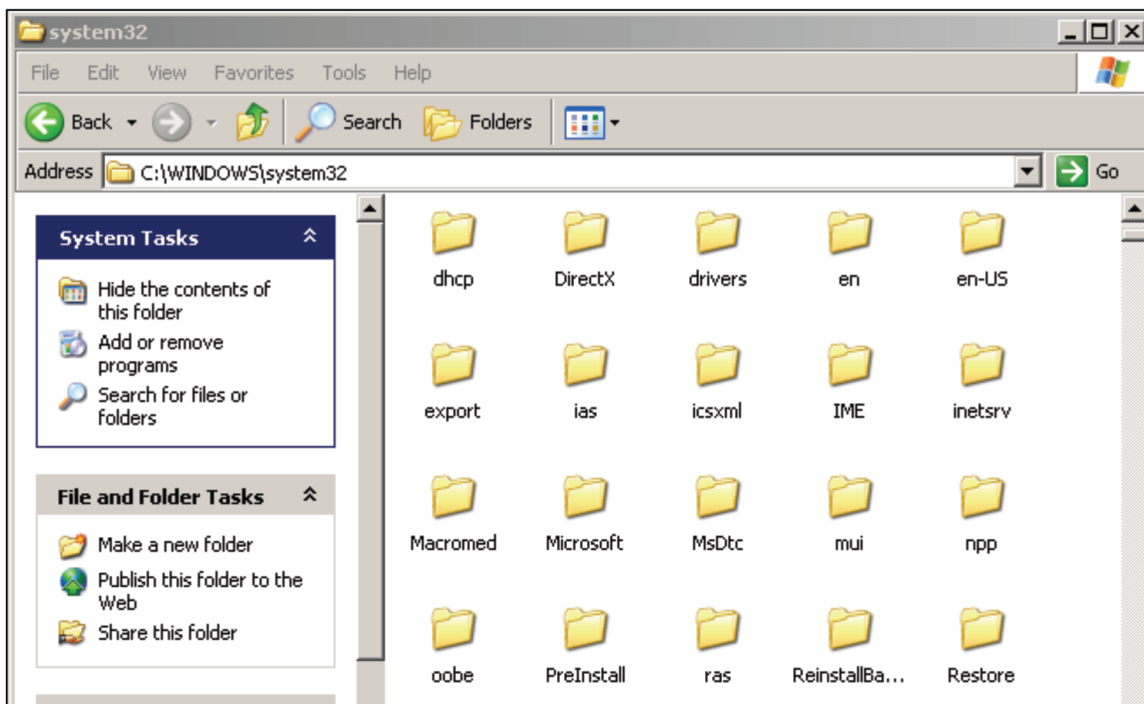 system32
File Edit View Favorites Tools Help
Back Search Folders
Address C:\WINDOWS\system32 Go
System Tasks
Hide the contents of
this folder
Add or remove
programs
Search for files or
folders
File and Folder Tasks
Make a new folder
Publish this folder to the
Web
Share this folder
dhcp DirectX drivers en en-US
export ias icsxml IME inetsrv
Macromed Microsoft MsDtc mui npp
oobe PreInstall ras ReinstallBa... Restore